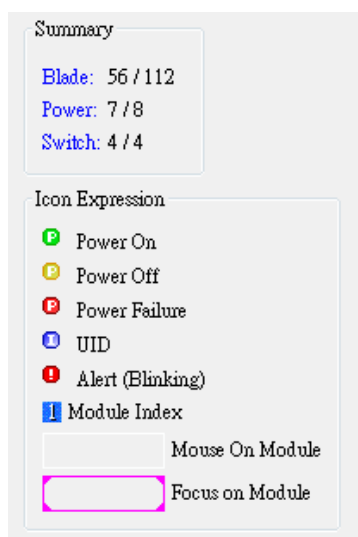 Summary
Blade: 56 / 112
Power: 7 / 8
Switch: 4 / 4
Icon Expression
P Power On
P Power Off
P Power Failure
I UID
! Alert (Blinking)
1 Module Index
Mouse On Module
Focus on Module